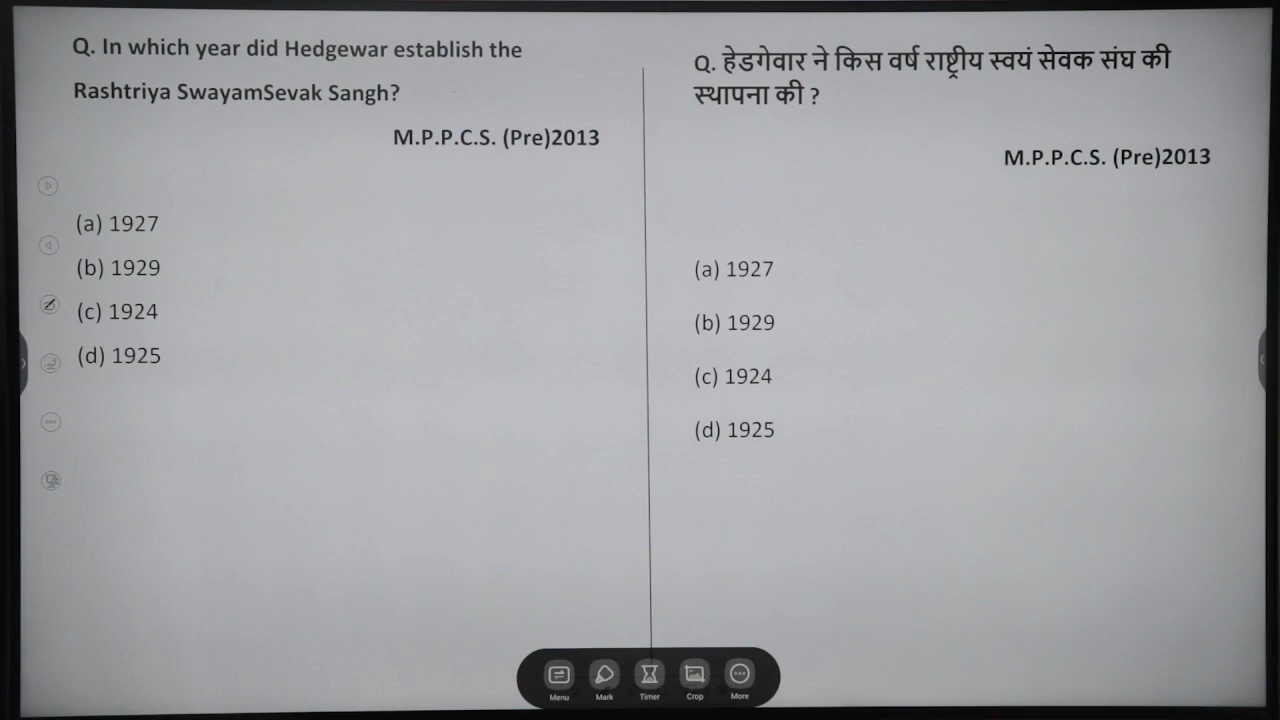 Q. In which year did Hedgewar establish the
Rashtriya SwayamSevak Sangh?
M.P.P.C.S. (Pre)2013
(a) 1927
(b) 1929
(c) 1924
(d) 1925
Q. हेडगेवार ने किस वर्ष राष्ट्रीय स्वयं सेवक संघ की
स्थापना की ?
M.P.P.C.S. (Pre)2013
(a) 1927
(b) 1929
(c) 1924
(d) 1925
Menu Mark Timer Crop More